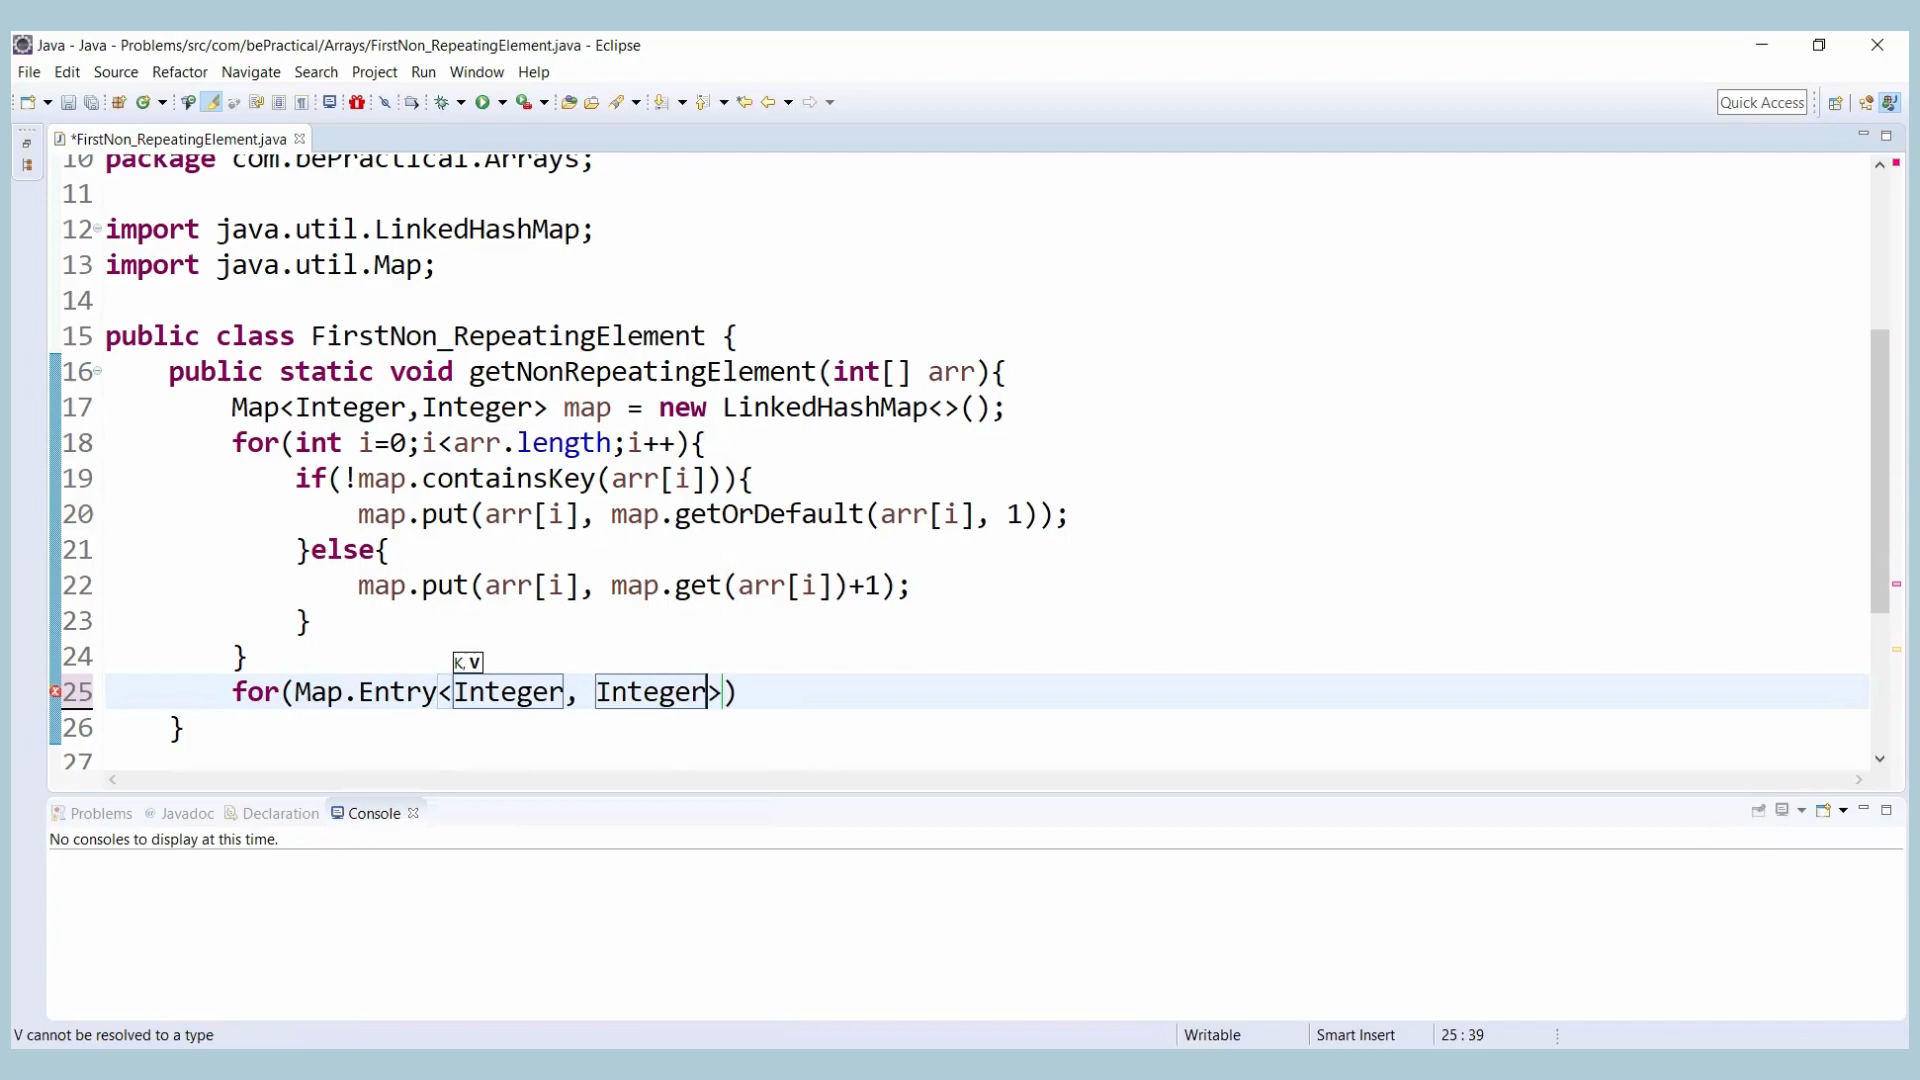 Java - Java - Problems/src/com/bePractical/Arrays/FirstNon_RepeatingElement.java - Eclipse
File Edit Source Refactor Navigate Search Project Run Window Help
Quick Access
*FirstNon_RepeatingElement.java
10 package com.bePractical.Arrays;
11
12 import java.util.LinkedHashMap;
13 import java.util.Map;
14
15 public class FirstNon_RepeatingElement {
16 public static void getNonRepeatingElement(int[] arr){
17 Map<Integer,Integer> map = new LinkedHashMap<>();
18 for(int i=0;i<arr.length;i++){
19 if(!map.containsKey(arr[i])){
20 map.put(arr[i], map.getOrDefault(arr[i], 1));
21 }else{
22 map.put(arr[i], map.get(arr[i])+1);
23 }
24 }
K, V
25 for(Map.Entry<Integer, Integer>)
26 }
27
Problems Javadoc Declaration Console
No consoles to display at this time.
V cannot be resolved to a type Writable Smart Insert 25 : 39